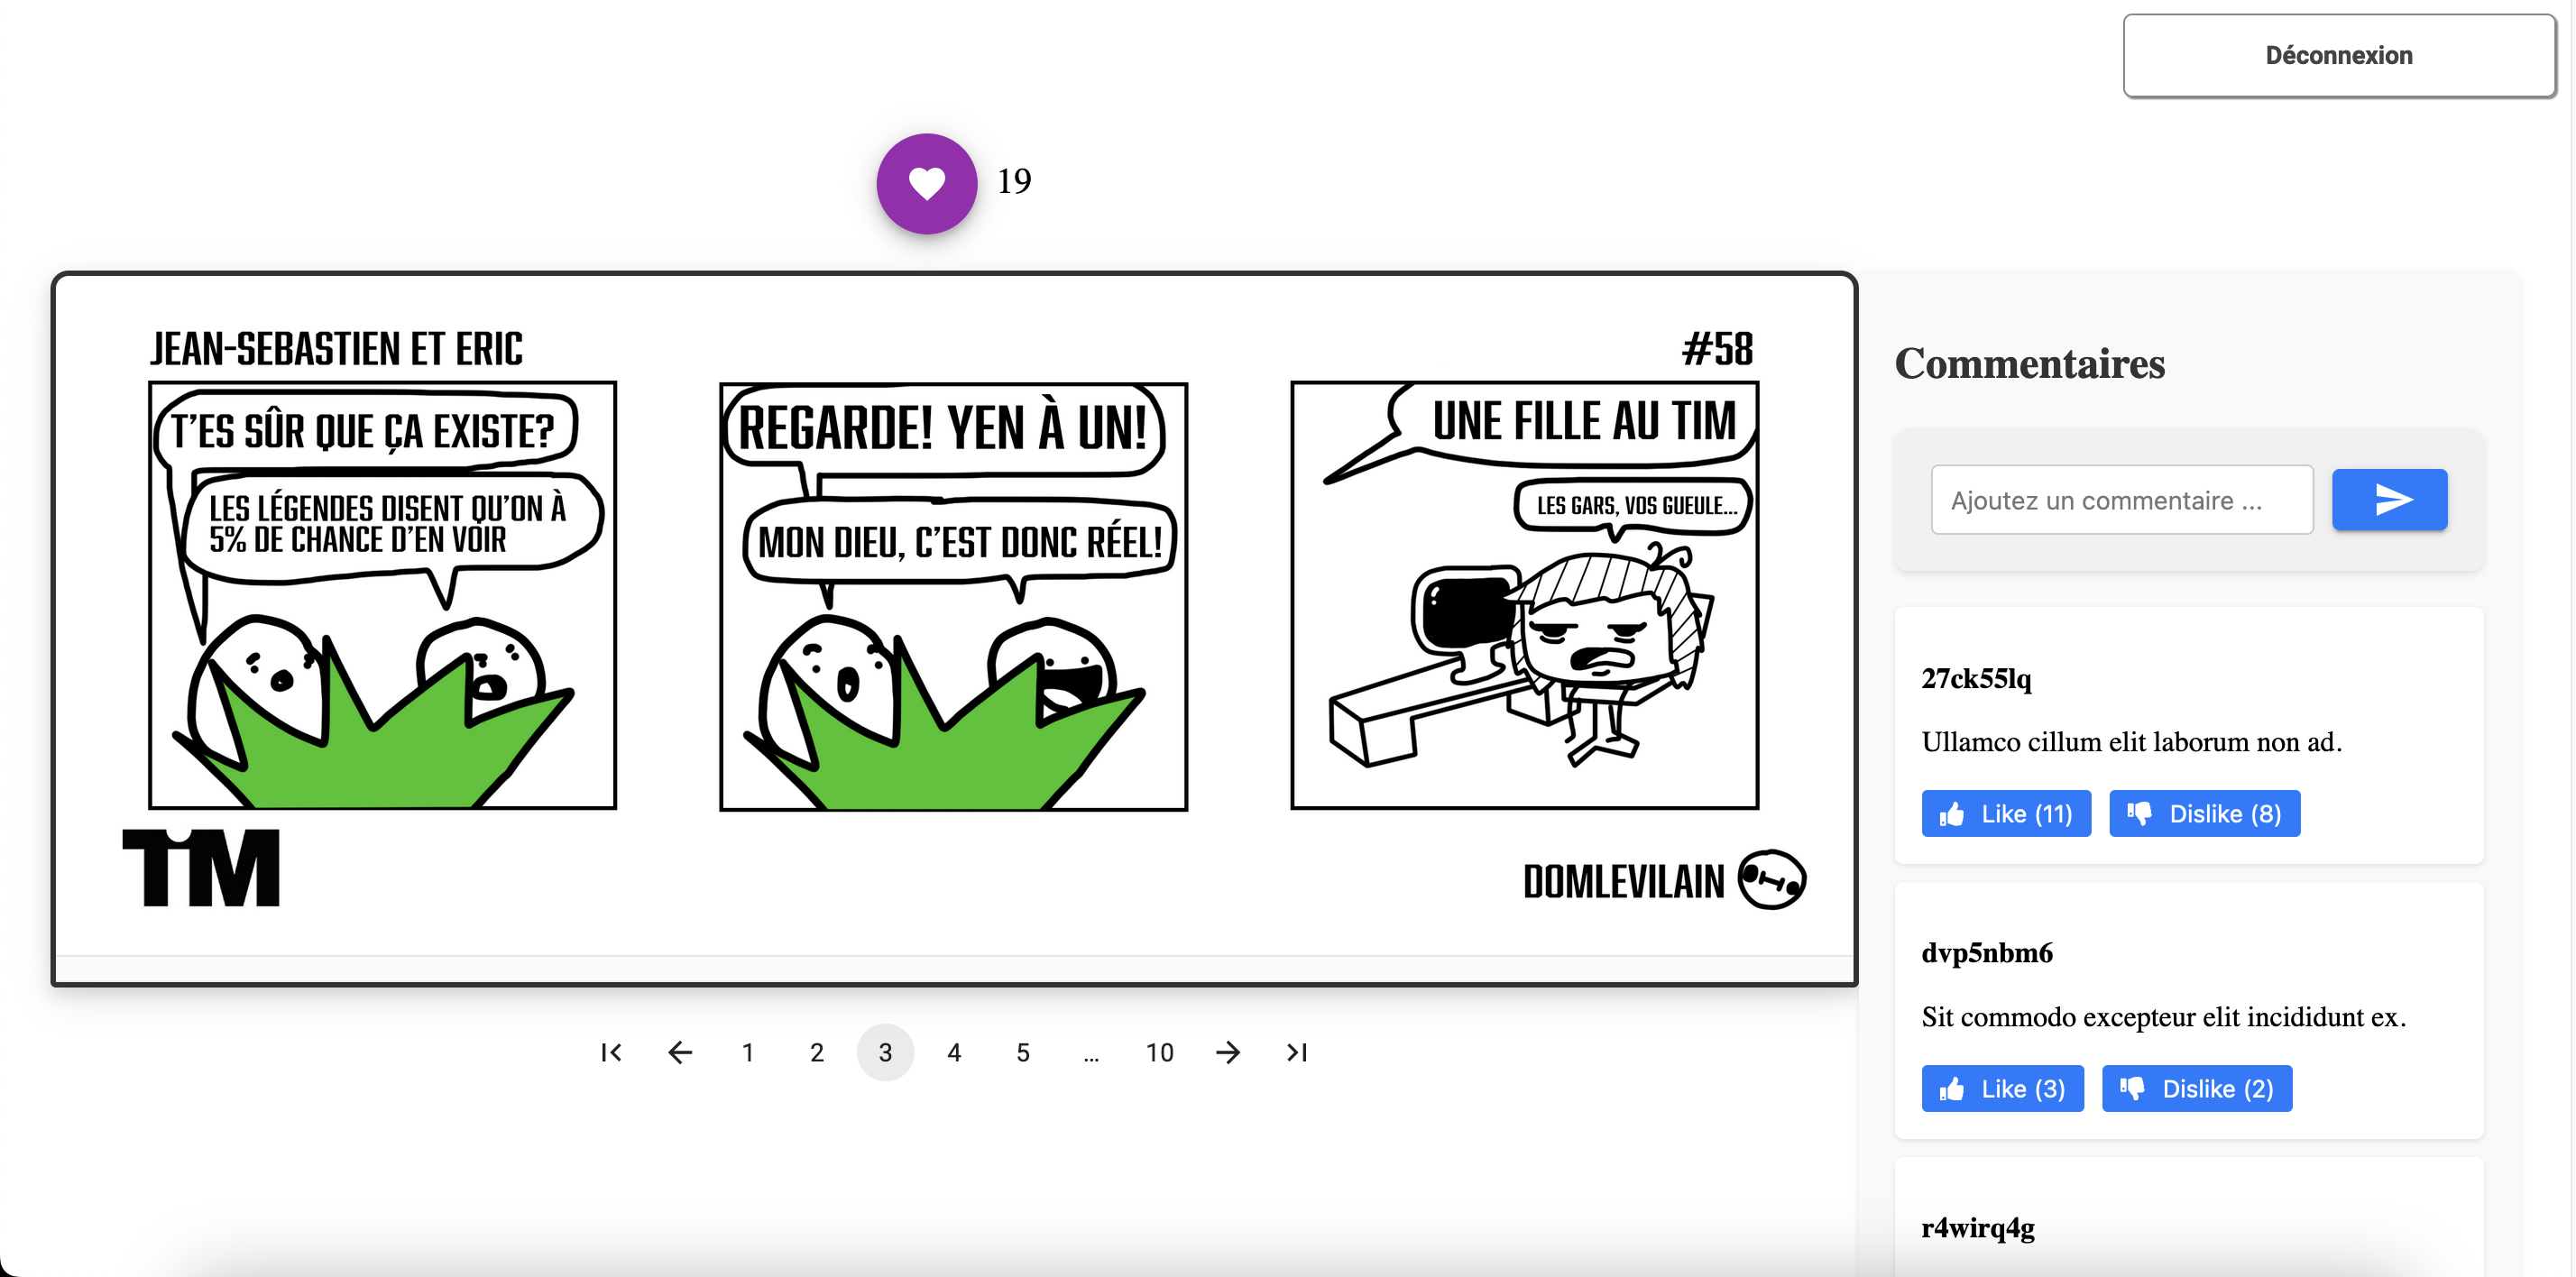 Déconnexion
19
JEAN-SEBASTIEN ET ERIC
#58
T'ES SÛR QUE ÇA EXISTE?
LES LÉGENDES DISENT QU'ON À
5% DE CHANCE D'EN VOIR
REGARDE! YEN À UN!
MON DIEU, C'EST DONC RÉEL!
UNE FILLE AU TIM
LES GARS, VOS GUEULE...
TiM
DOMLEVILAIN
1 2 3 4 5 ... 10
Commentaires
Ajoutez un commentaire ...
27ck55lq
Ullamco cillum elit laborum non ad.
Like (11) Dislike (8)
dvp5nbm6
Sit commodo excepteur elit incididunt ex.
Like (3) Dislike (2)
r4wirq4g